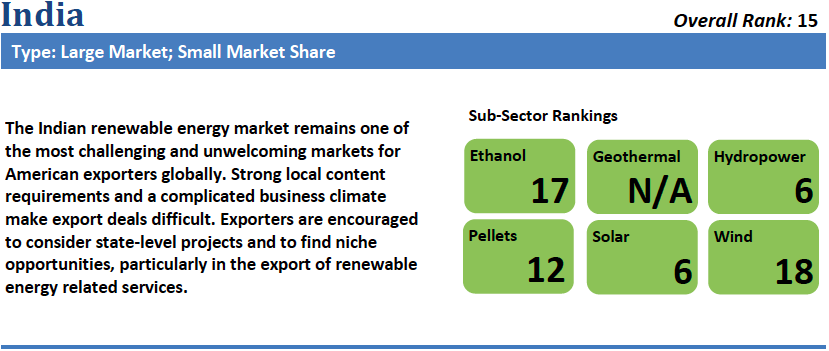 India
Overall Rank: 15
Type: Large Market; Small Market Share
The Indian renewable energy market remains one of
the most challenging and unwelcoming markets for
American exporters globally. Strong local content
requirements and a complicated business climate
make export deals difficult. Exporters are encouraged
to consider state-level projects and to find niche
opportunities, particularly in the export of renewable
energy related services.
Sub-Sector Rankings
Ethanol
17
Geothermal
N/A
Hydropower
6
Pellets
12
Solar
6
Wind
18